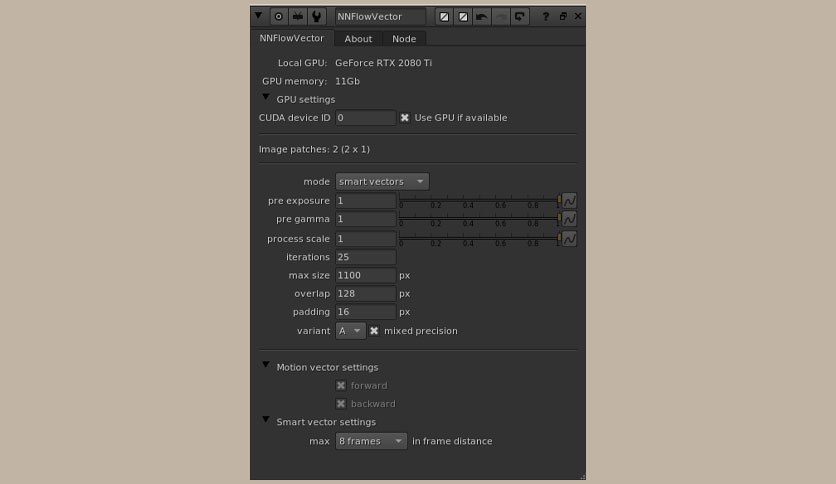 NNFlowVector
?
NNFlowVector About Node
Local GPU: GeForce RTX 2080 Ti
GPU memory: 11Gb
GPU settings
CUDA device ID 0 Use GPU if available
Image patches: 2 (2 x 1)
mode smart vectors
pre exposure 1 0 0.2 0.4 0.6 0.8 1
pre gamma 1 0 0.2 0.4 0.6 0.8 1
process scale 1 0 0.2 0.4 0.6 0.8 1
iterations 25
max size 1100 px
overlap 128 px
padding 16 px
variant A mixed precision
Motion vector settings
forward
backward
Smart vector settings
max 8 frames in frame distance